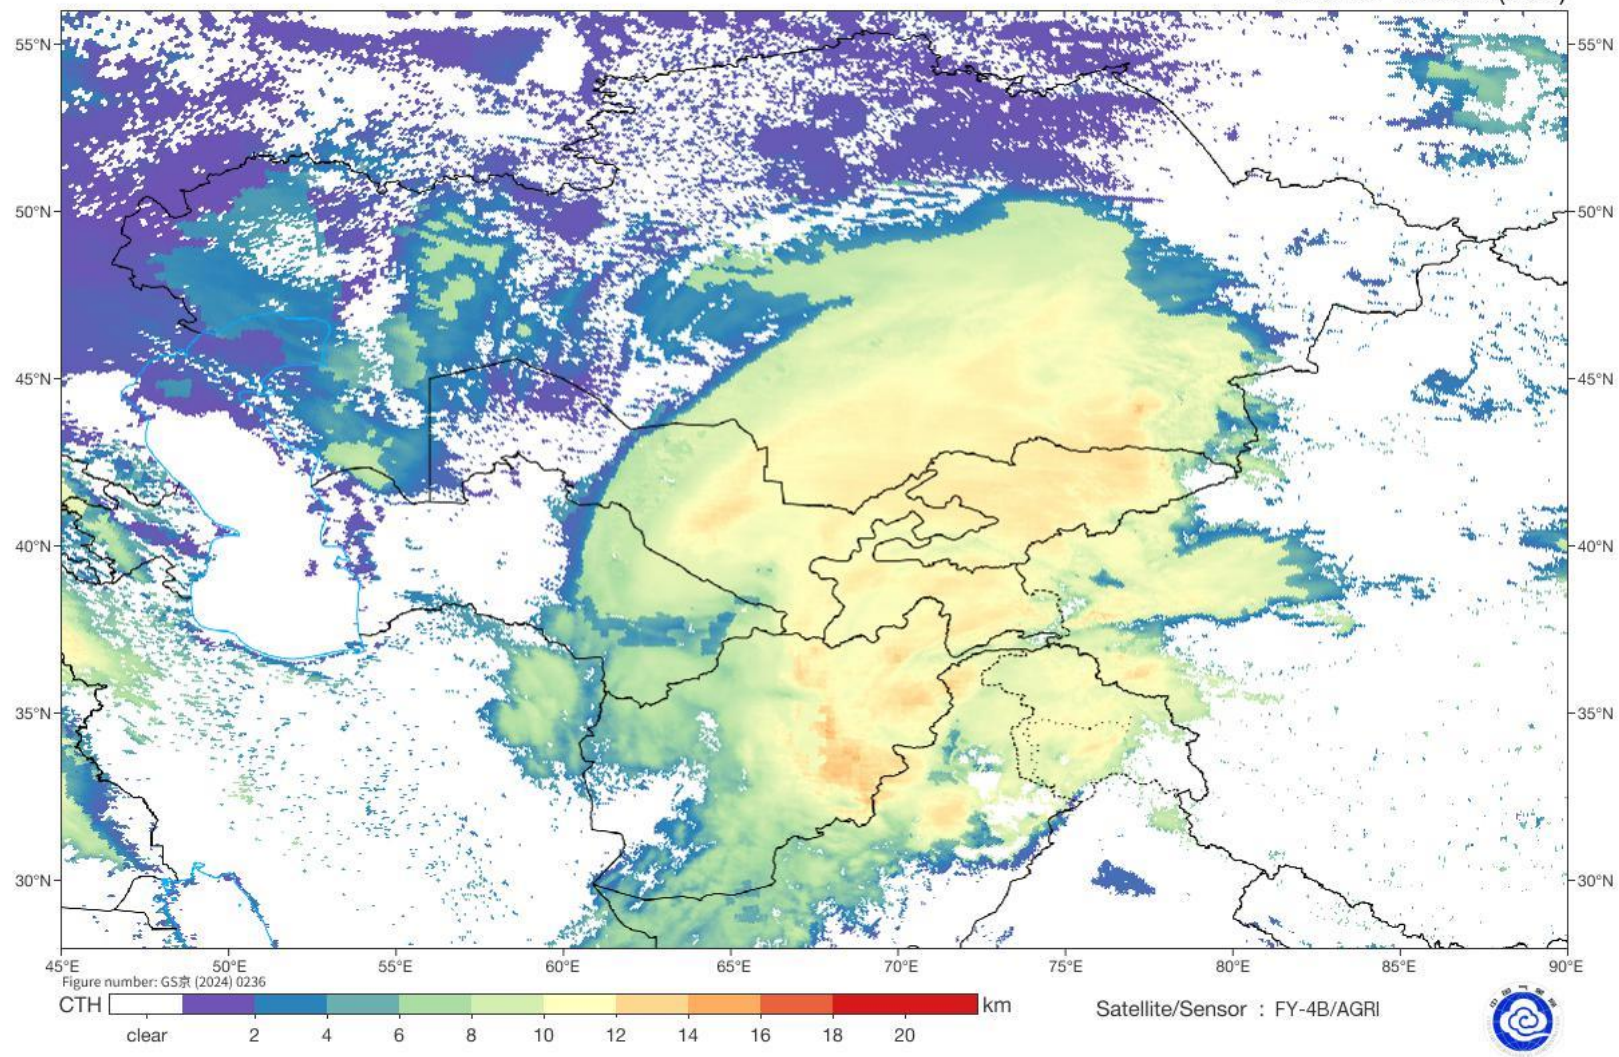 55°N
55°N
50°N
50°N
45°N
45°N
40°N
40°N
35°N
35°N
30°N
30°N
45°E 50°E 55°E 60°E 65°E 70°E 75°E 80°E 85°E 90°E
Figure number: GS京 (2024) 0236
CTH km
clear 2 4 6 8 10 12 14 16 18 20
Satellite/Sensor : FY-4B/AGRI